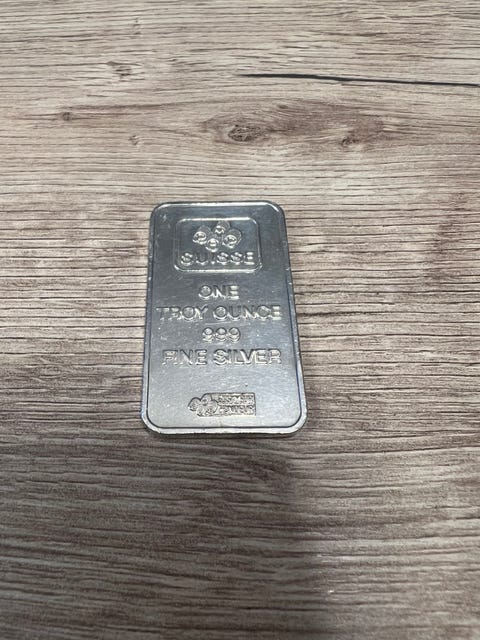 SUISSE
ONE
TROY OUNCE
999
FINE SILVER